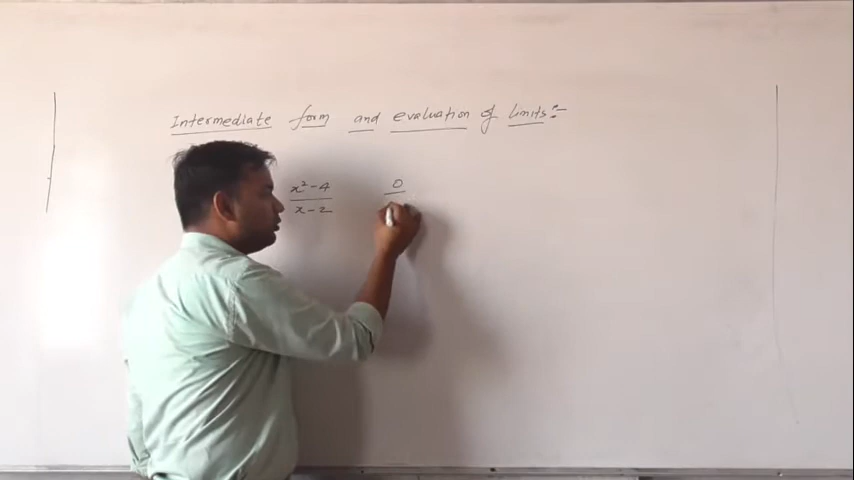 Intermediate form and evaluation of limits:-
x² - 4 0
x - 2